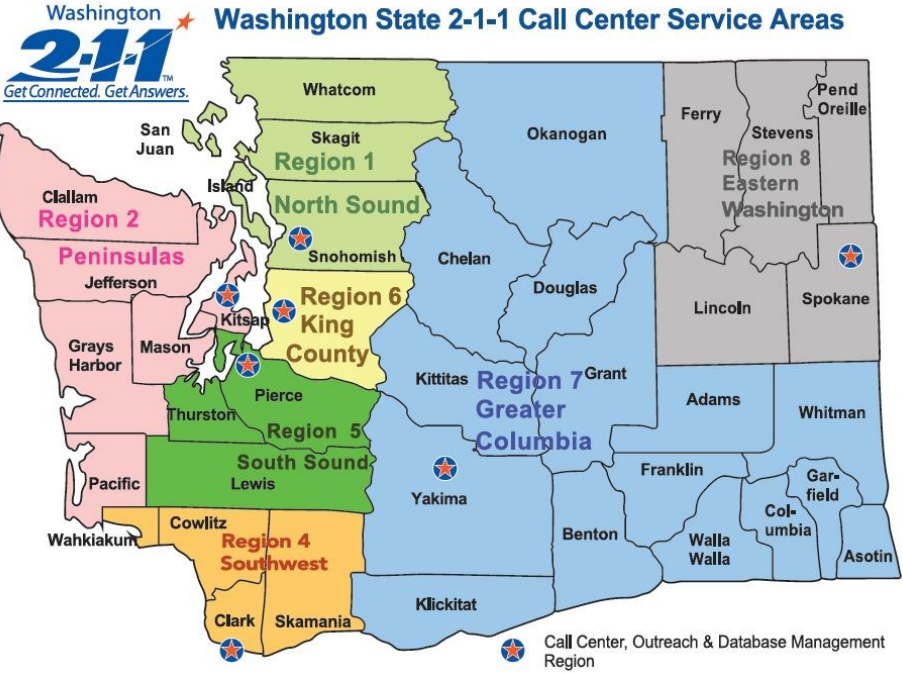 Washington
2-1-1 TM
Get Connected. Get Answers.
Washington State 2-1-1 Call Center Service Areas
Whatcom
San
Juan
Skagit
Region 1
Island
North Sound
Snohomish
Okanogan
Ferry
Stevens
Pend
Oreille
Region 8
Eastern
Washington
Clallam
Region 2
Peninsulas
Jefferson
Chelan
Douglas
Lincoln
Spokane
Kitsap
Region 6
King
County
Grays
Harbor
Mason
Kittitas
Region 7
Greater
Columbia
Grant
Adams
Whitman
Thurston
Pierce
Region 5
South Sound
Lewis
Pacific
Yakima
Franklin
Gar-
field
Col-
umbia
Wahkiakum
Cowlitz
Region 4
Southwest
Benton
Walla
Walla
Asotin
Clark
Skamania
Klickitat
Call Center, Outreach & Database Management
Region